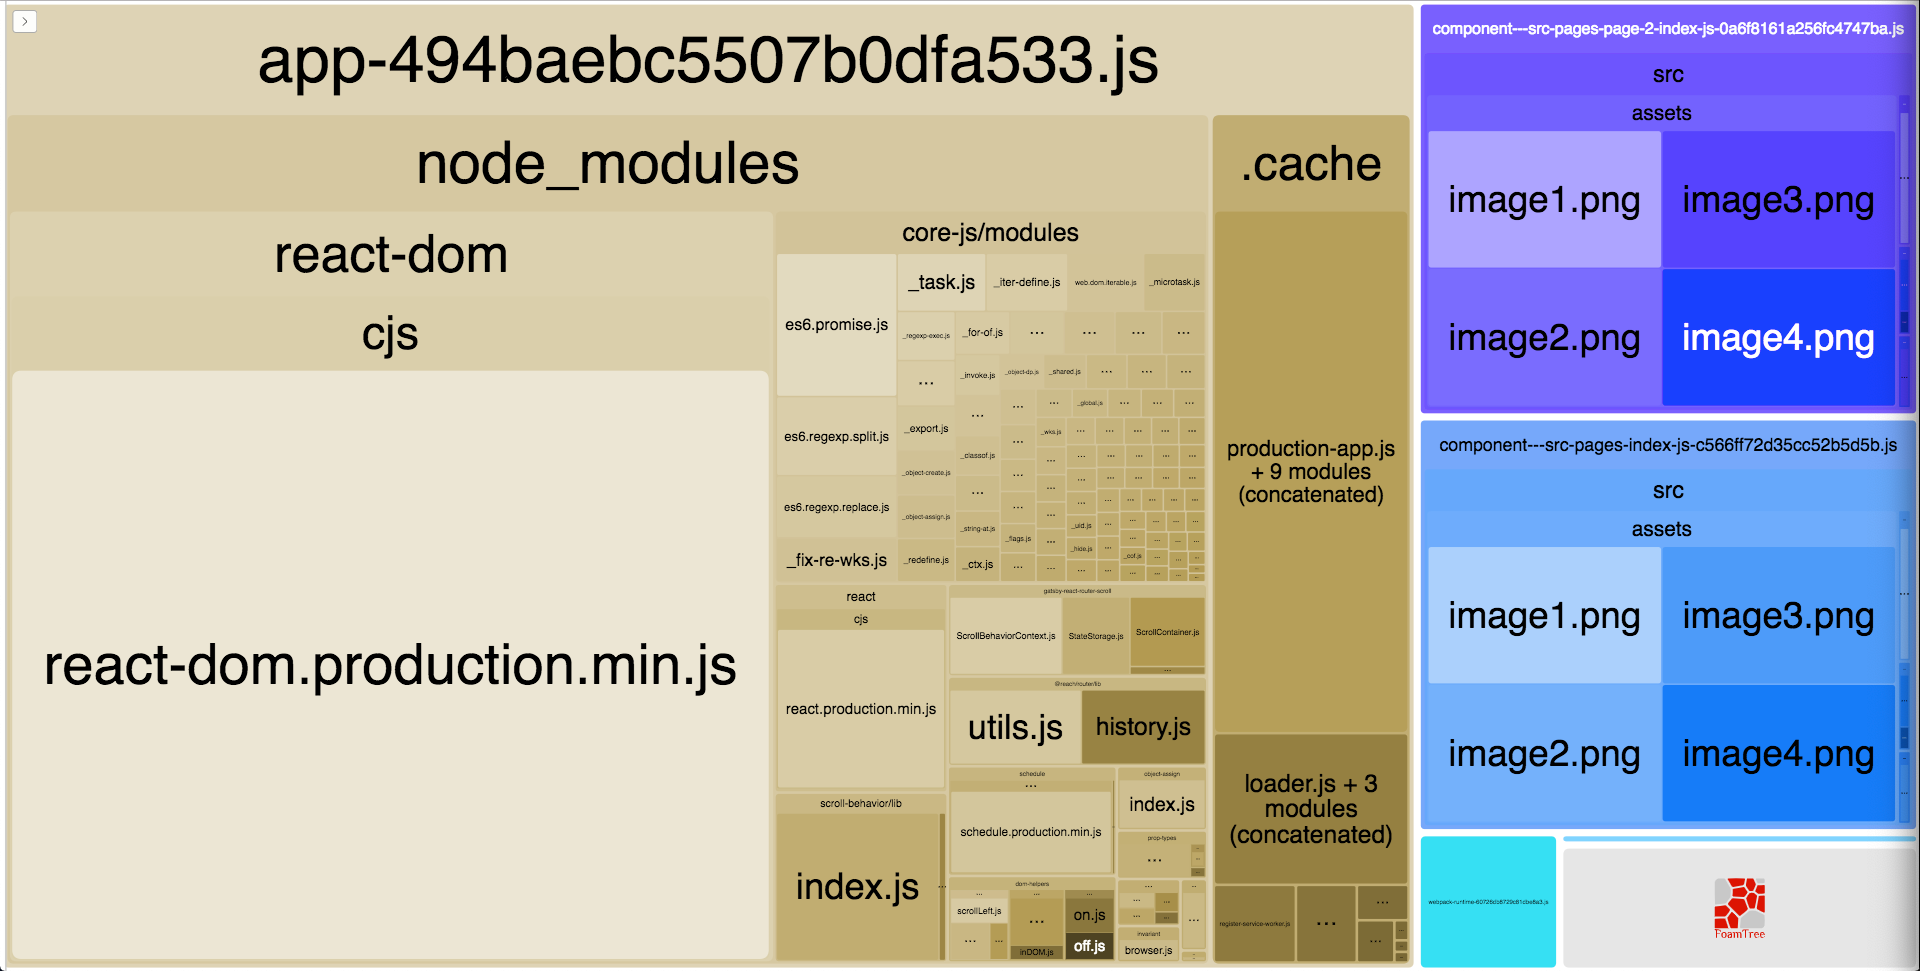 app-494baebc5507b0dfa533.js
node_modules
.cache
react-dom
cjs
react-dom.production.min.js
core-js/modules
es6.promise.js
_task.js
_iter-define.js
web.dom.iterable.js
_microtask.js
_regexp-exec.js
_for-of.js
...
...
...
...
...
_invoke.js
_object-dp.js
_shared.js
...
...
...
es6.regexp.split.js
_export.js
_global.js
_wks.js
_classof.js
_object-create.js
es6.regexp.replace.js
_object-assign.js
_string-at.js
_uid.js
_flags.js
_hide.js
_cof.js
_fix-re-wks.js
_redefine.js
_ctx.js
react
cjs
react.production.min.js
gatsby-react-router-scroll
ScrollBehaviorContext.js
StateStorage.js
ScrollContainer.js
@reach/router/lib
utils.js
history.js
scroll-behavior/lib
index.js
schedule
...
schedule.production.min.js
object-assign
index.js
prop-types
...
dom-helpers
scrollLeft.js
...
inDOM.js
on.js
off.js
invariant
browser.js
production-app.js
+ 9 modules
(concatenated)
loader.js + 3
modules
(concatenated)
register-service-worker.js
...
...
...
component---src-pages-page-2-index-js-0a6f8161a256fc4747ba.js
src
assets
image1.png
image3.png
image2.png
image4.png
component---src-pages-index-js-c566ff72d35cc52b5d5b.js
src
assets
image1.png
image3.png
image2.png
image4.png
FoamTree